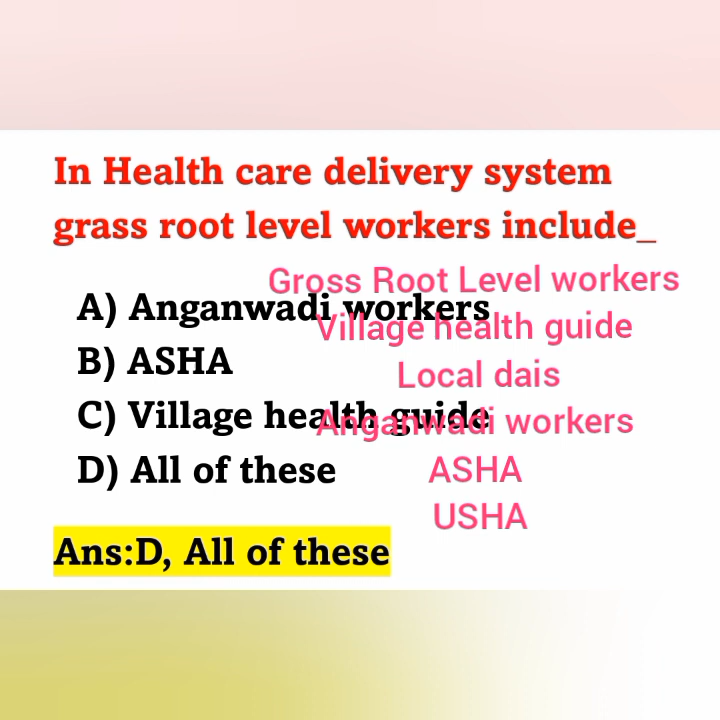 In Health care delivery system
grass root level workers include_
A) Anganwadi workers
B) ASHA
C) Village health guide
D) All of these
Ans:D, All of these
Gross Root Level workers
Village health guide
Local dais
Anganwadi workers
ASHA
USHA